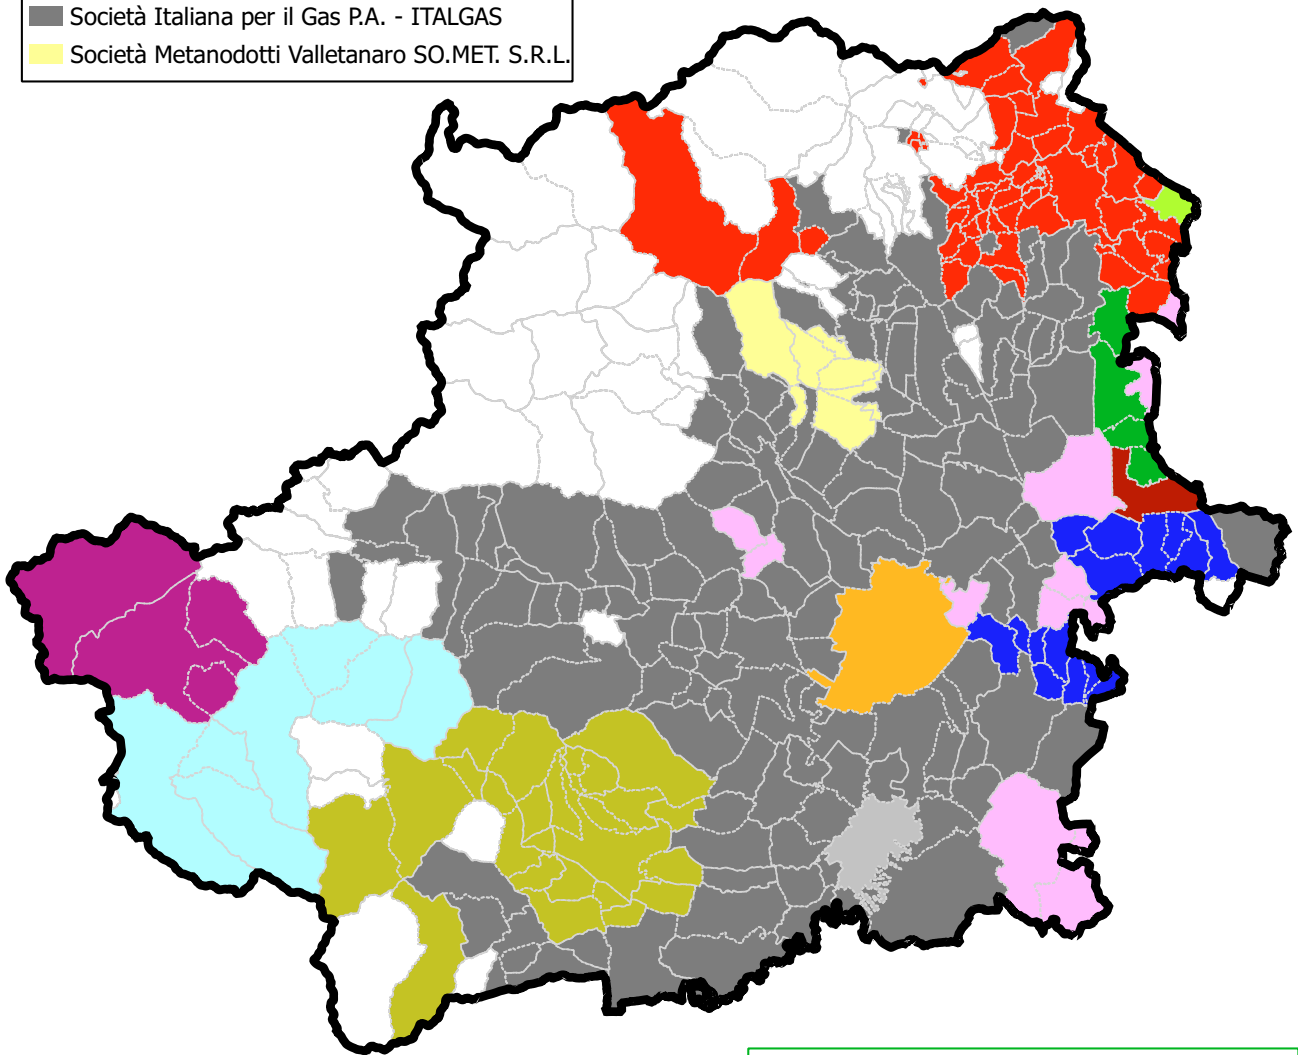 Società Italiana per il Gas P.A. - ITALGAS
Società Metanodotti Valletanaro SO.MET. S.R.L.